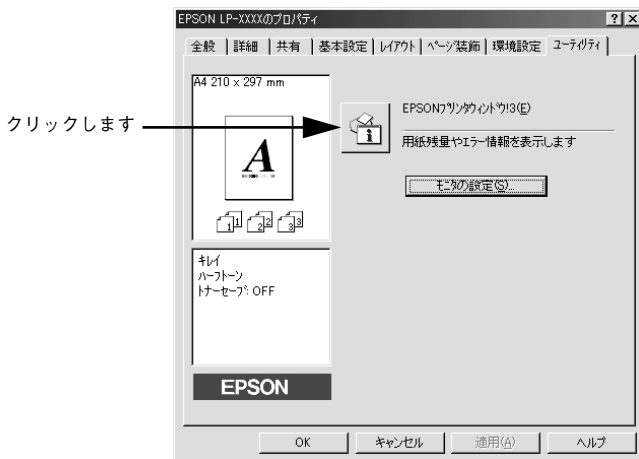 EPSON LP-XXXXのプロパティ
全般 詳細 共有 基本設定 レイアウト ページ装飾 環境設定 ユーティリティ
A4 210 x 297 mm
クリックします
EPSONプリンタウィンドウ!3(E)
用紙残量やエラー情報を表示します
A
モニタの設定(S)...
1 1 2 2 3 3
キレイ
ハーフトーン
トナーセーブ: OFF
EPSON
OK キャンセル 適用(A) ヘルプ